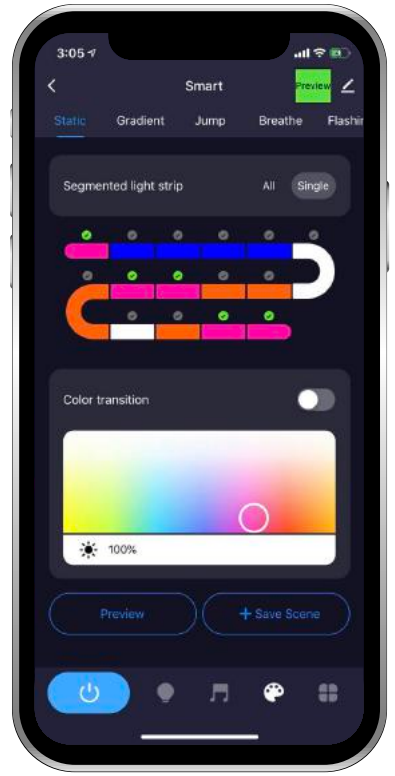 3:05
Smart
Preview
Static Gradient Jump Breathe Flashin
Segmented light strip All Single
Color transition
100%
Preview
+ Save Scene